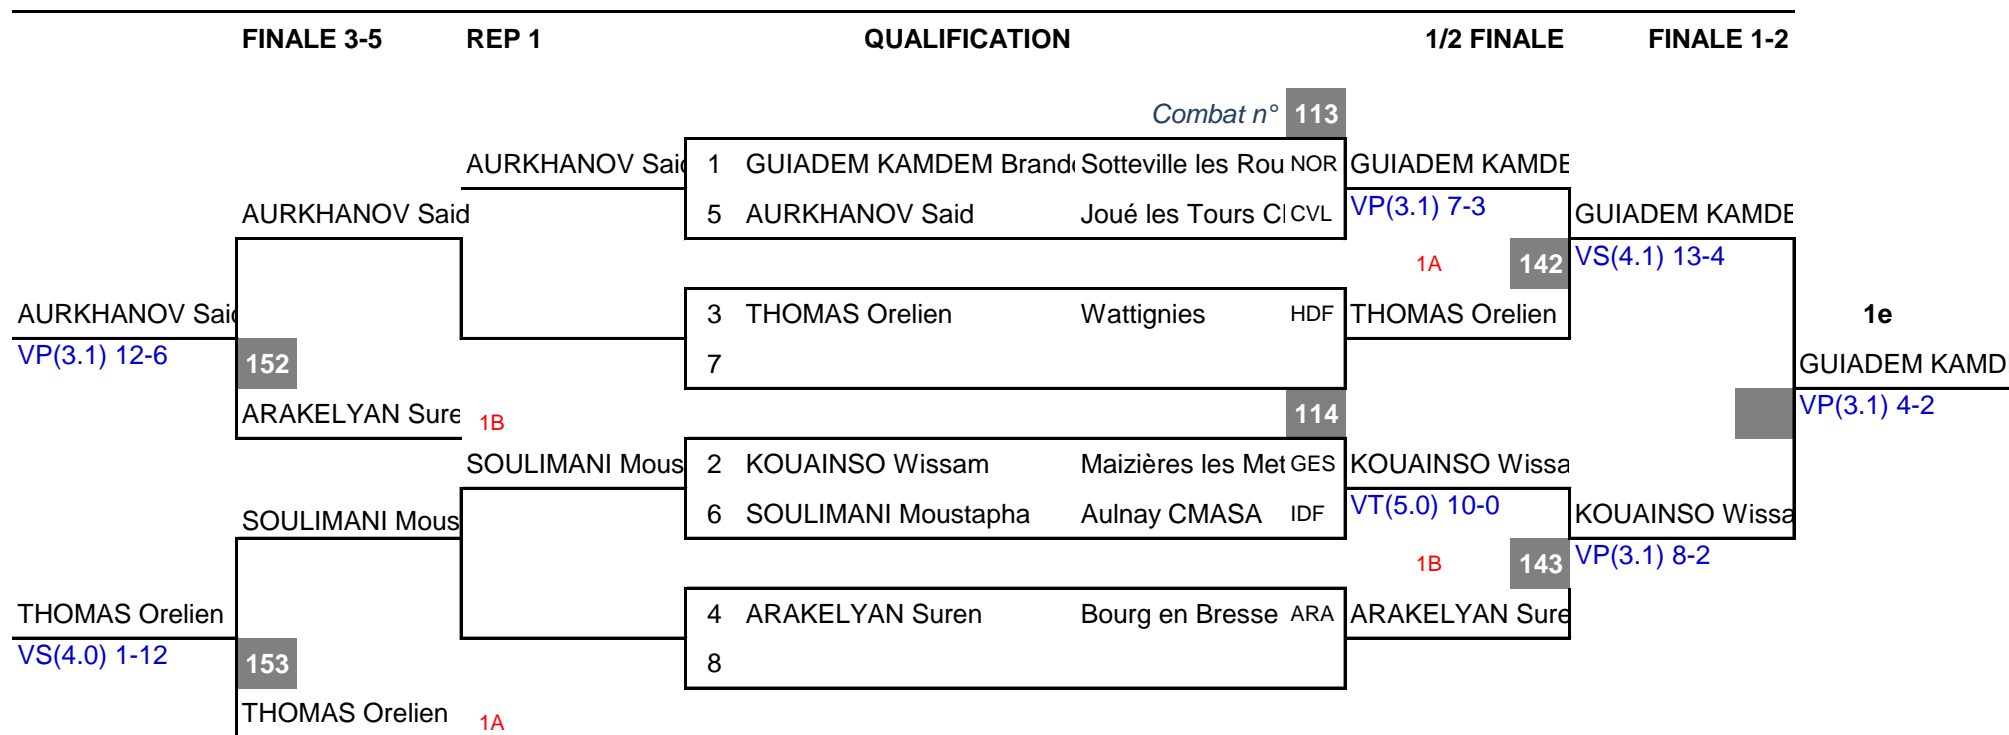 FINALE 3-5 REP 1 QUALIFICATION 1/2 FINALE FINALE 1-2
Combat n° 113
AURKHANOV Said 1 GUIADEM KAMDEM Brando Sotteville les Rou NOR GUIADEM KAMDE
AURKHANOV Said 5 AURKHANOV Said Joué les Tours Cl CVL VP(3.1) 7-3 GUIADEM KAMDE
1A 142 VS(4.1) 13-4
AURKHANOV Said 3 THOMAS Orelien Wattignies HDF THOMAS Orelien 1e
VP(3.1) 12-6 152 7 GUIADEM KAMD
ARAKELYAN Sure 1B 114 VP(3.1) 4-2
SOULIMANI Mous 2 KOUAINSO Wissam Maizières les Met GES KOUAINSO Wissa
SOULIMANI Mous 6 SOULIMANI Moustapha Aulnay CMASA IDF VT(5.0) 10-0 KOUAINSO Wissa
1B 143 VP(3.1) 8-2
THOMAS Orelien 4 ARAKELYAN Suren Bourg en Bresse ARA ARAKELYAN Sure
VS(4.0) 1-12 153 8
THOMAS Orelien 1A